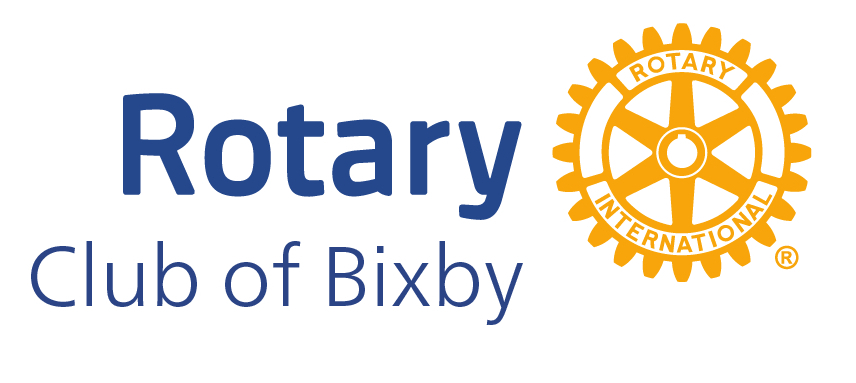 Rotary
Club of Bixby
ROTARY
INTERNATIONAL
®